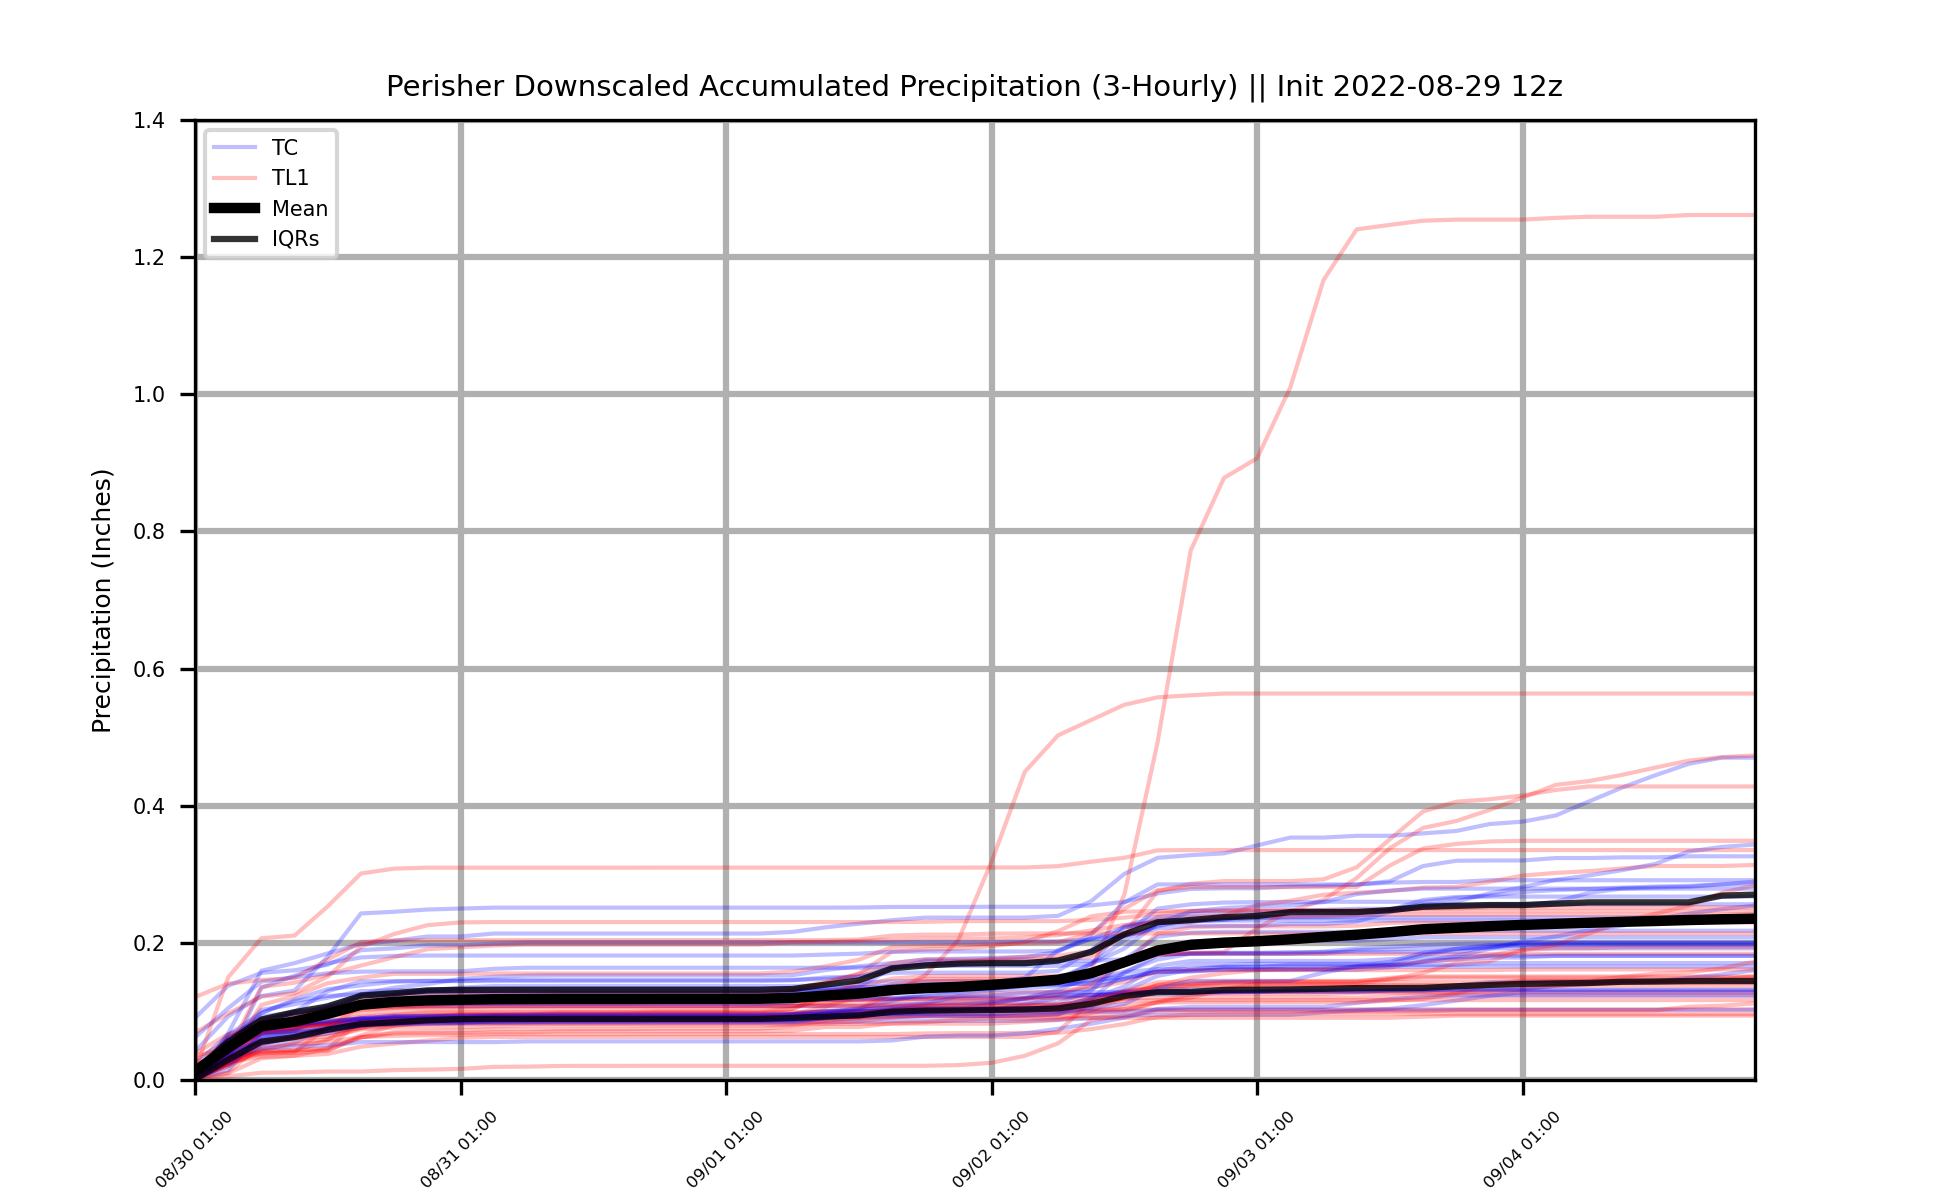 Perisher Downscaled Accumulated Precipitation (3-Hourly) || Init 2022-08-29 12z
TC
TL1
Mean
IQRs
Precipitation (Inches)
1.4
1.2
1.0
0.8
0.6
0.4
0.2
0.0
08/30 01:00
08/31 01:00
09/01 01:00
09/02 01:00
09/03 01:00
09/04 01:00